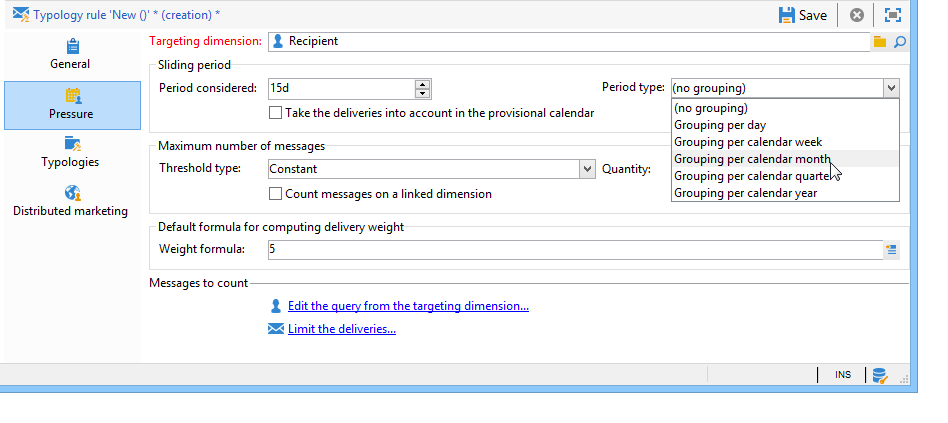 Typology rule 'New ()' * (creation) *
Save
General
Pressure
Typologies
Distributed marketing
Targeting dimension:
Recipient
Sliding period
Period considered:
15d
Period type:
(no grouping)
Take the deliveries into account in the provisional calendar
(no grouping)
Grouping per day
Grouping per calendar week
Grouping per calendar month
Grouping per calendar quarter
Grouping per calendar year
Maximum number of messages
Threshold type:
Constant
Quantity:
Count messages on a linked dimension
Default formula for computing delivery weight
Weight formula:
5
Messages to count
Edit the query from the targeting dimension...
Limit the deliveries...
INS